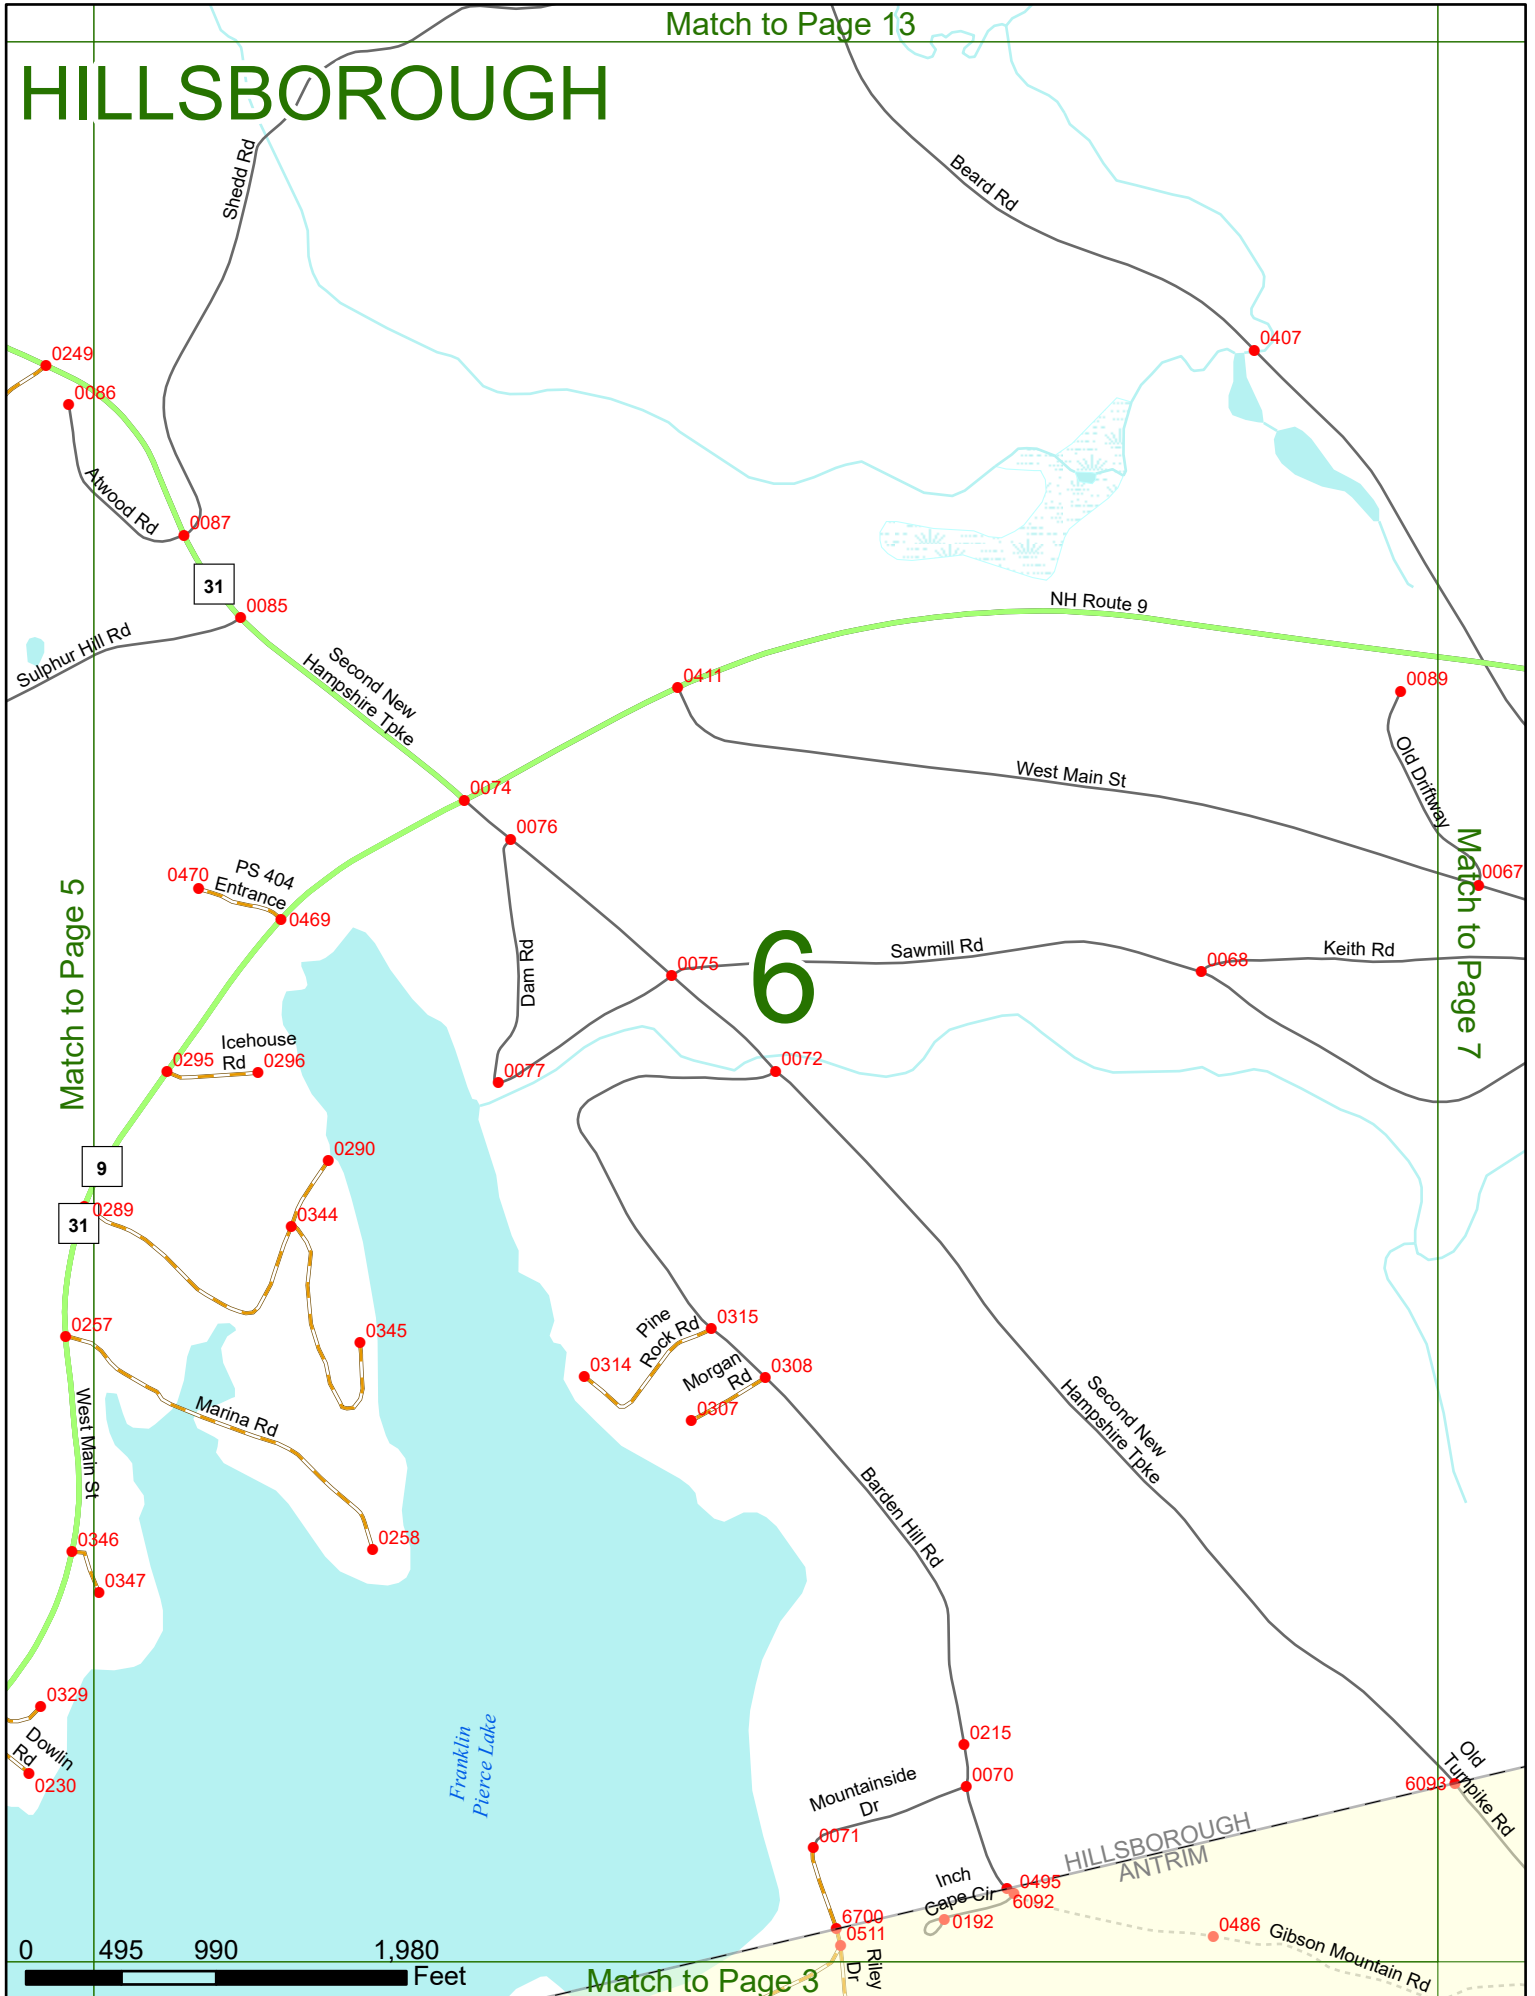 Match to Page 13
HILLSBOROUGH
Shedd Rd
Beard Rd
0249
0407
0086
Atwood Rd
0087
31
0085
NH Route 9
Sulphur Hill Rd
Second New
Hampshire Tpke
0411
0089
Old Driftway
West Main St
0074
0076
0067
PS 404
Entrance
0470
0469
Match to Page 5
Match to Page 7
6
Dam Rd
0075
Sawmill Rd
0068
Keith Rd
Icehouse
Rd
0295
0296
0077
0072
9
0290
0289
31
0344
0257
0345
Pine
Rock Rd
0315
0314
Morgan
Rd
0308
0307
West Main St
Marina Rd
Second New
Hampshire Tpke
Barden Hill Rd
0346
0258
0347
0329
Dowlin
Rd
0230
Franklin
Pierce Lake
0215
0070
Mountainside
Dr
0071
Old
Turnpike Rd
6093
HILLSBOROUGH
ANTRIM
Inch
Cape Cir
0495
6092
0192
6700
0511
0486
Gibson Mountain Rd
Riley
Dr
0 495 990 1,980
Feet
Match to Page 3